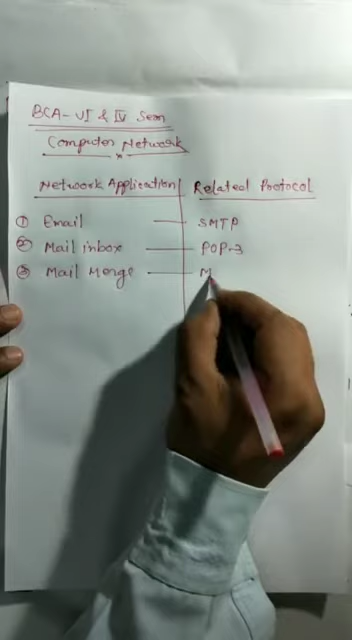 BCA- VI & IV Sem
Computer Network
Network Application Related Protocol
① Email — SMTP
② Mail inbox — POP-3
③ Mail Merge — M